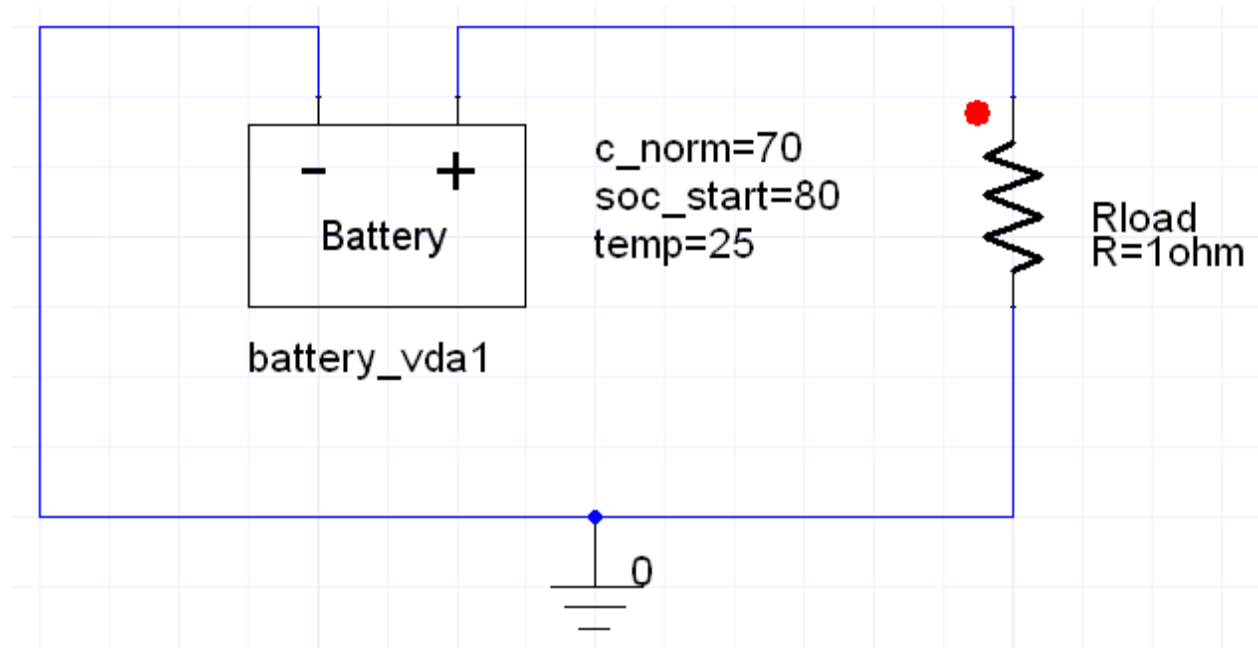 - +
Battery
c_norm=70
soc_start=80
temp=25
battery_vda1
Rload
R=1ohm
0